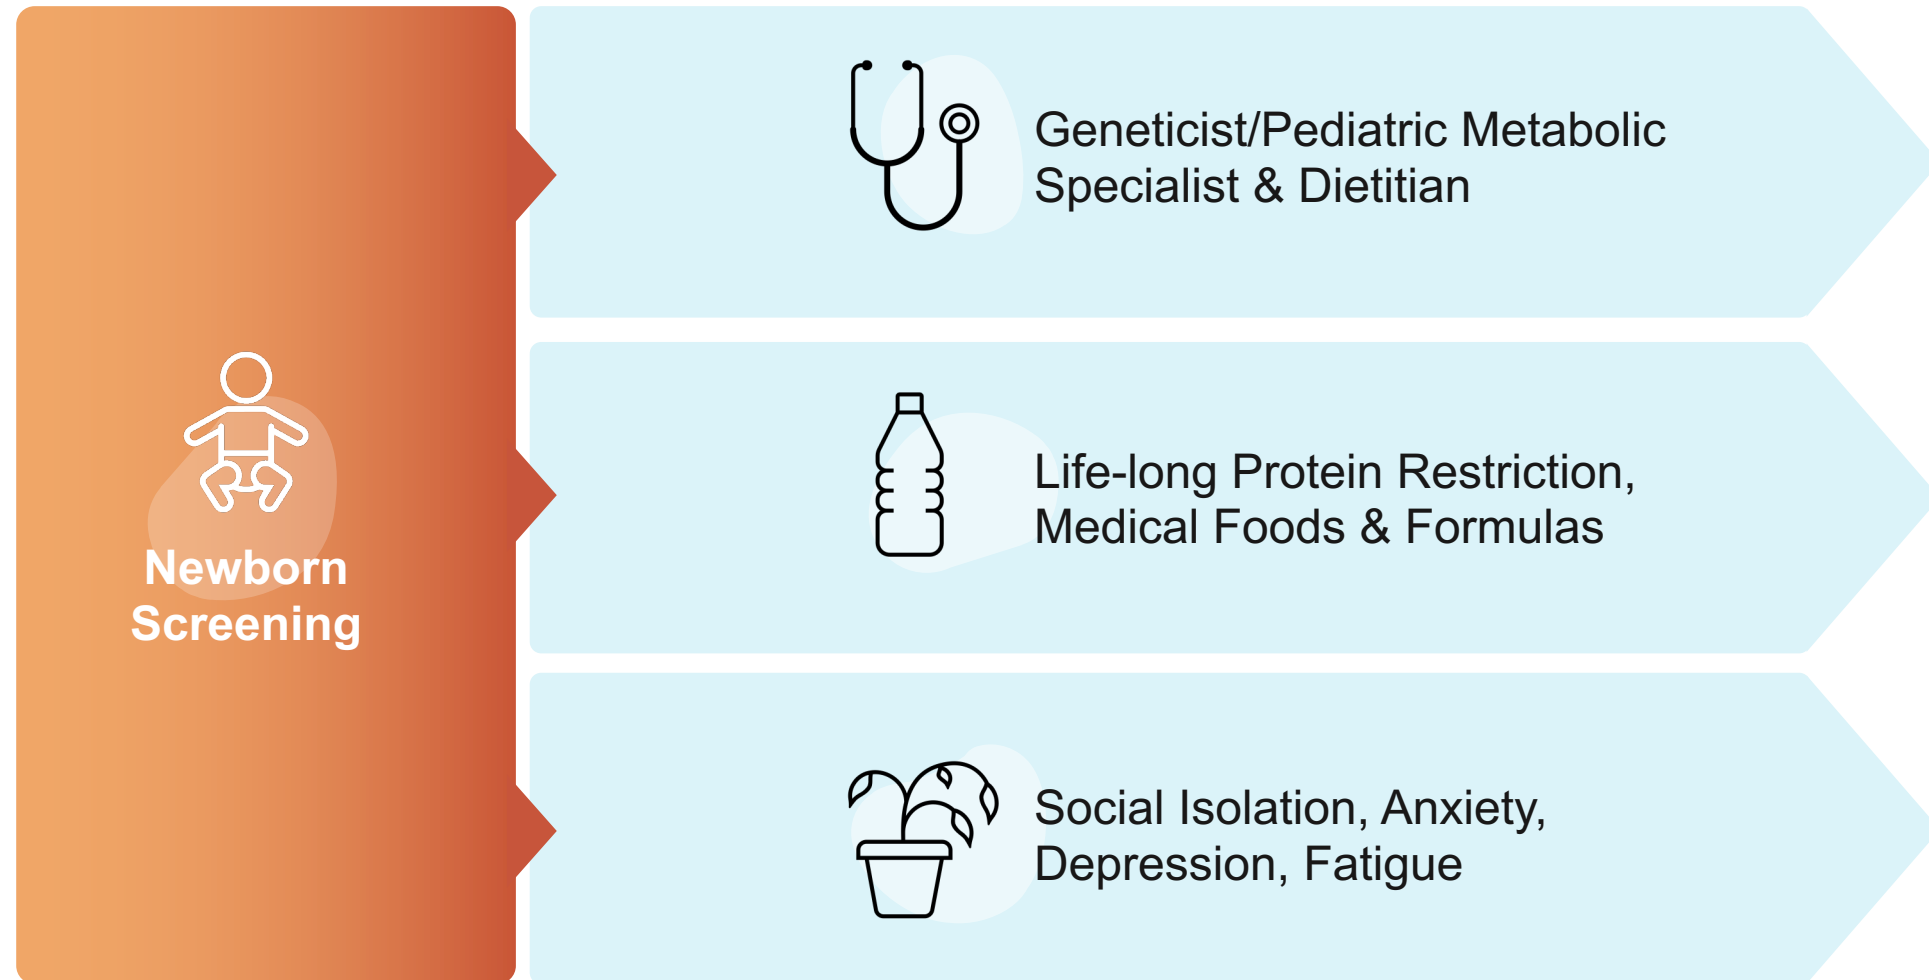 Newborn
Screening
Geneticist/Pediatric Metabolic
Specialist & Dietitian
Life-long Protein Restriction,
Medical Foods & Formulas
Social Isolation, Anxiety,
Depression, Fatigue